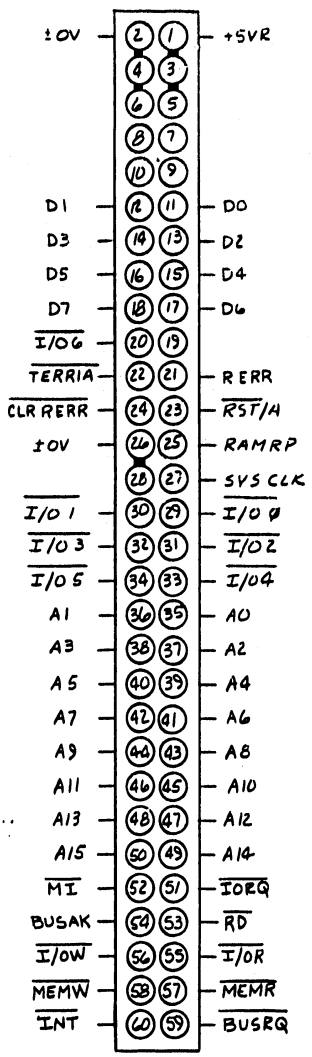 ±0V 2 1 +5VR
4 3
6 5
8 7
10 9
D1 12 11 D0
D3 14 13 D2
D5 16 15 D4
D7 18 17 D6
I/O6 20 19
TERRIA 22 21 RERR
CLR RERR 24 23 RST/A
±0V 26 25 RAMRP
28 27 SYS CLK
I/O 1 30 29 I/O 0
I/O 3 32 31 I/O2
I/O 5 34 33 I/O4
A1 36 35 A0
A3 38 37 A2
A5 40 39 A4
A7 42 41 A6
A9 44 43 A8
A11 46 45 A10
A13 48 47 A12
A15 50 49 A14
M1 52 51 IORQ
BUSAK 54 53 RD
I/OW 56 55 I/OR
MEMW 58 57 MEMR
INT 60 59 BUSRQ